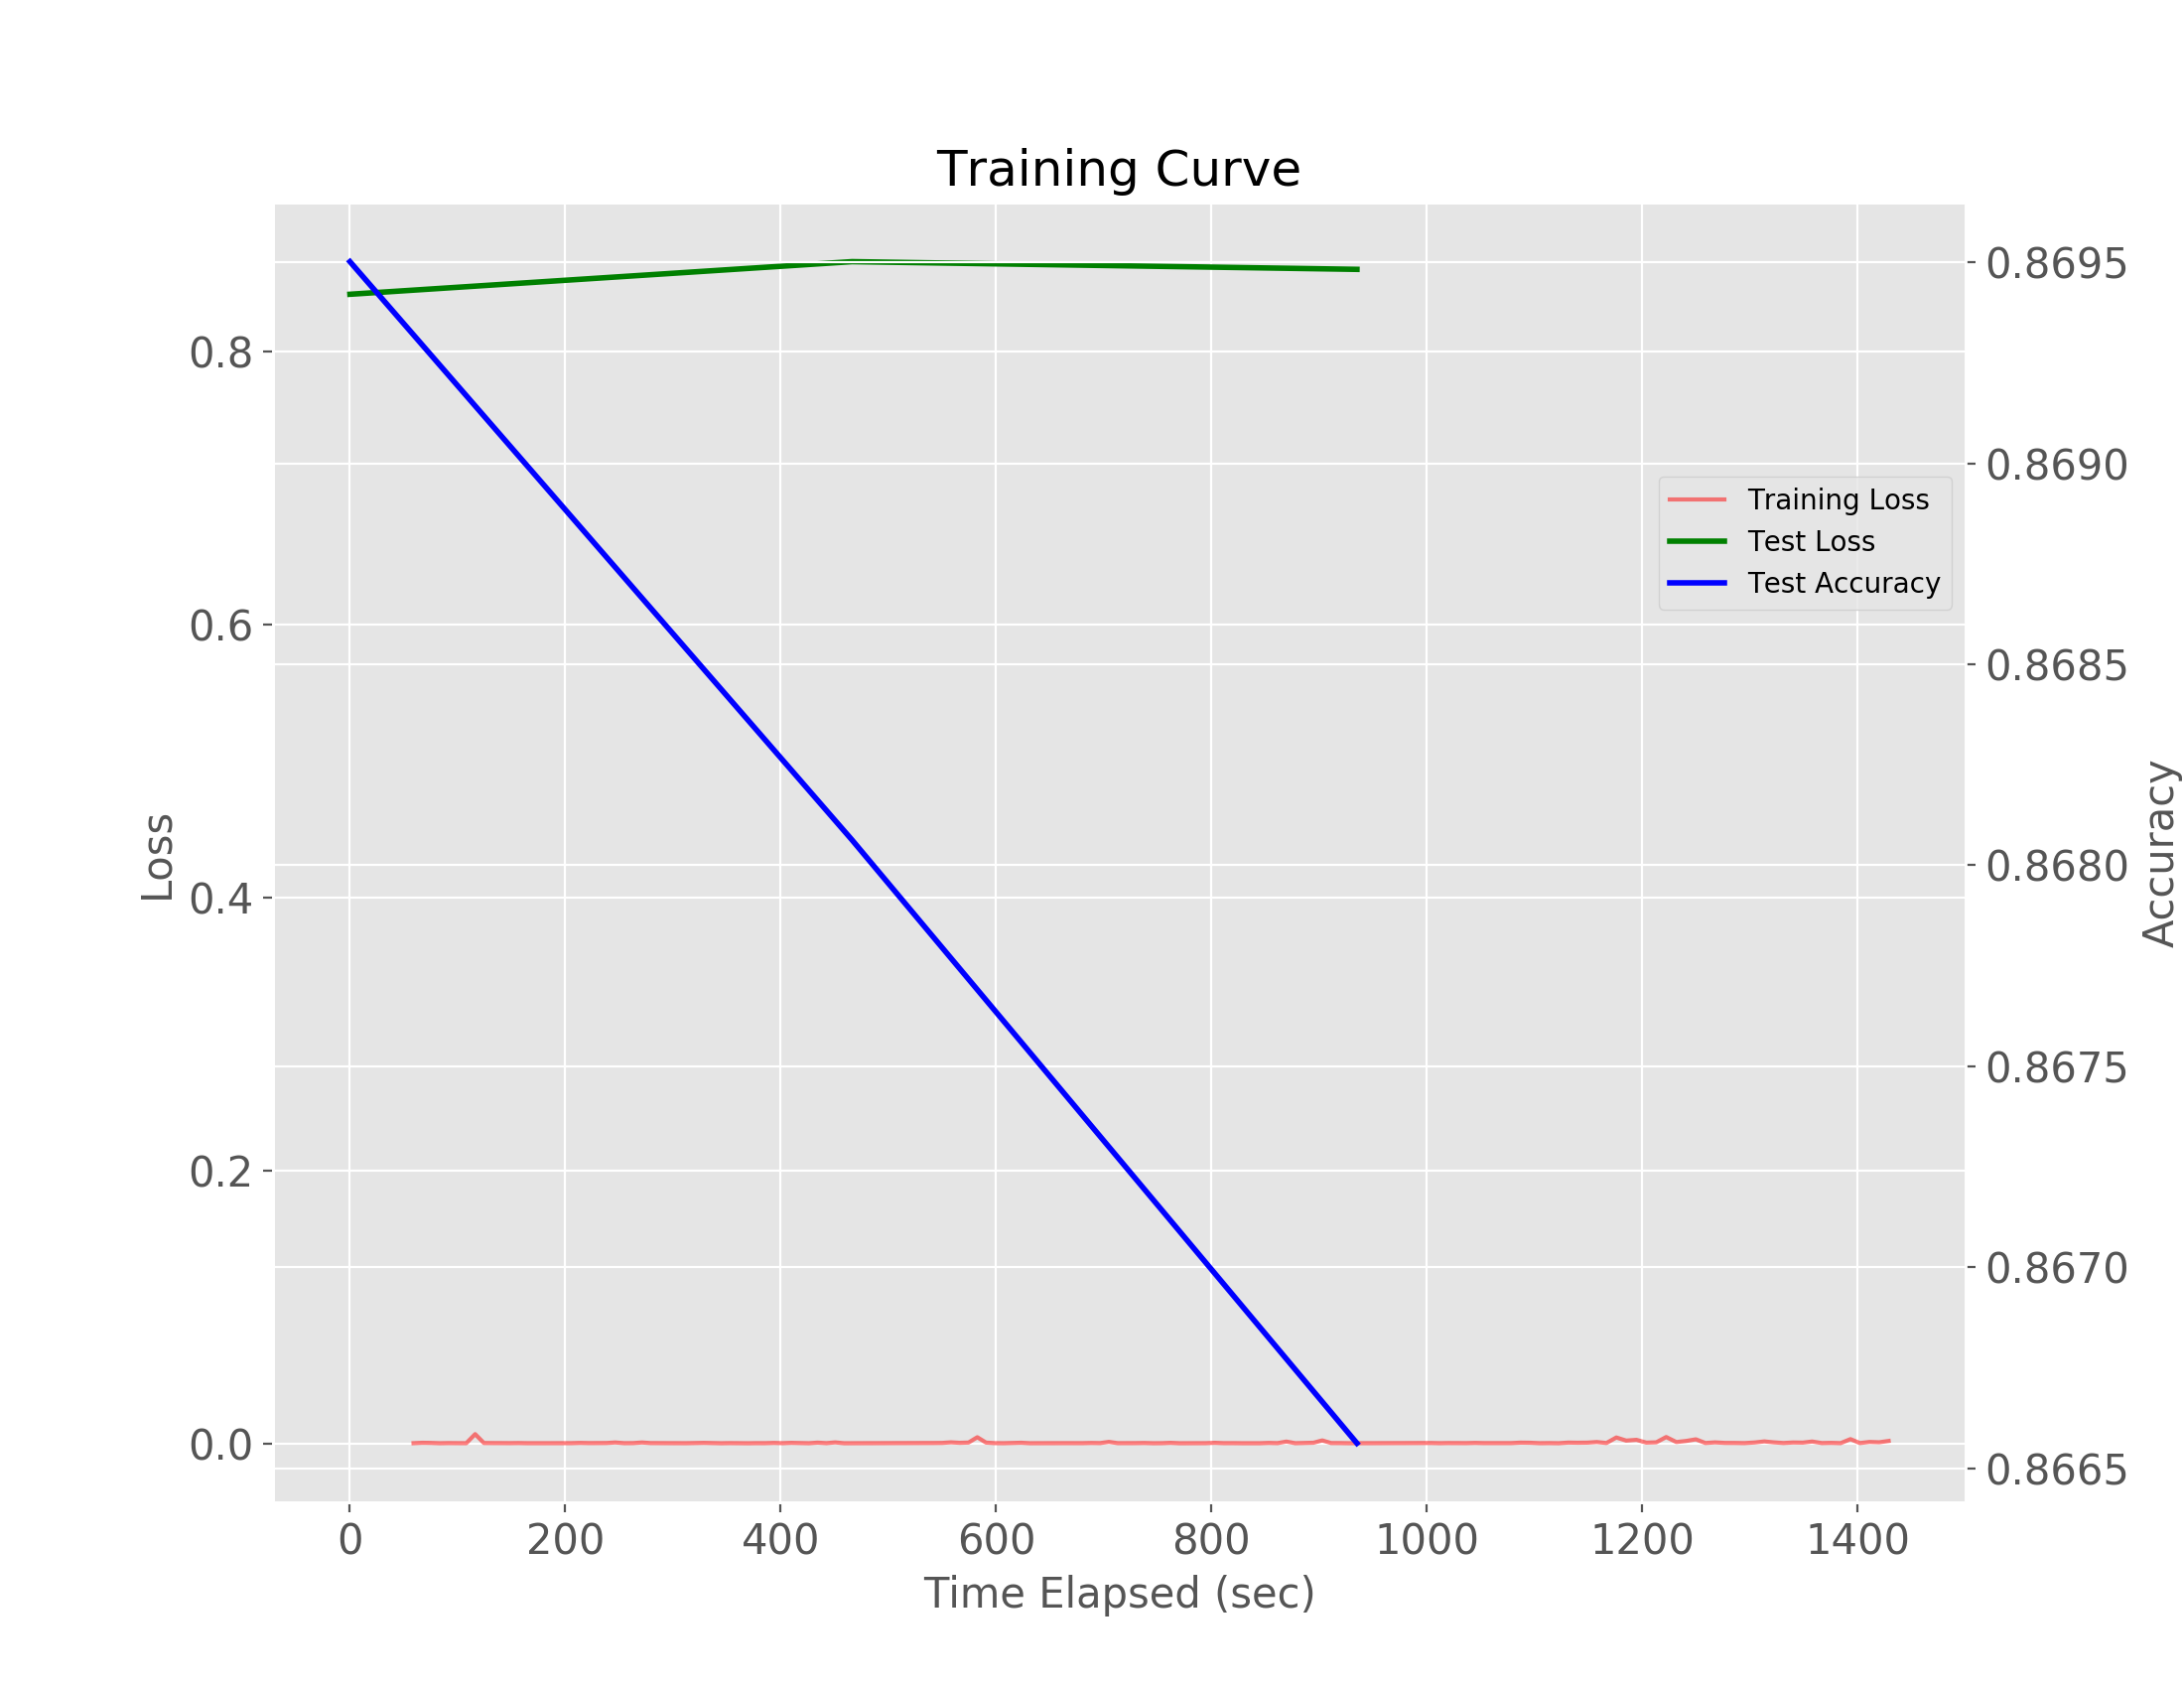 Training Curve
0.8
0.6
0.4
0.2
0.0
Loss
0.8695
0.8690
0.8685
0.8680
0.8675
0.8670
0.8665
Accuracy
Training Loss
Test Loss
Test Accuracy
0 200 400 600 800 1000 1200 1400
Time Elapsed (sec)